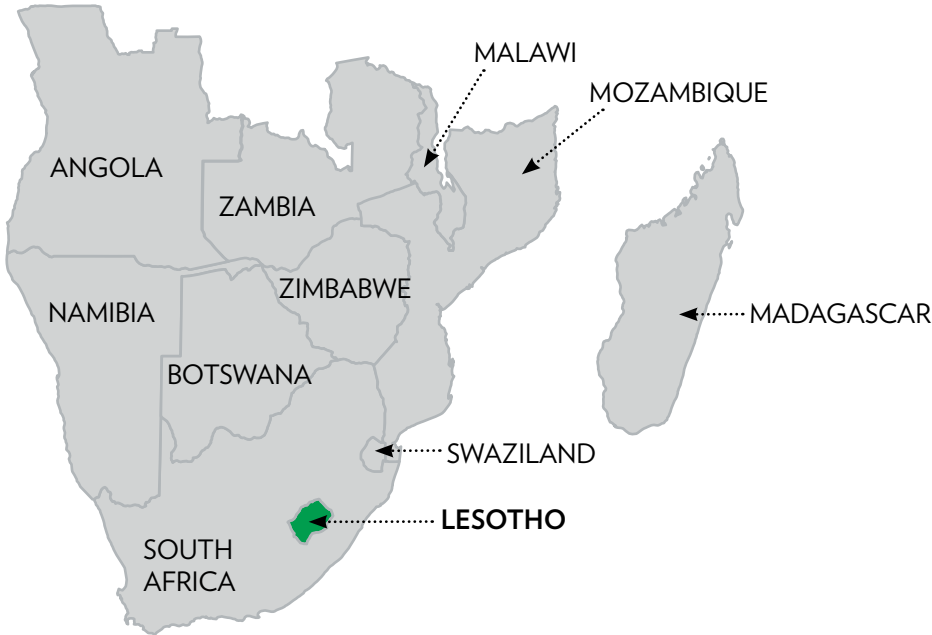 MALAWI
MOZAMBIQUE
ANGOLA
ZAMBIA
ZIMBABWE
NAMIBIA
MADAGASCAR
BOTSWANA
SWAZILAND
LESOTHO
SOUTH
AFRICA